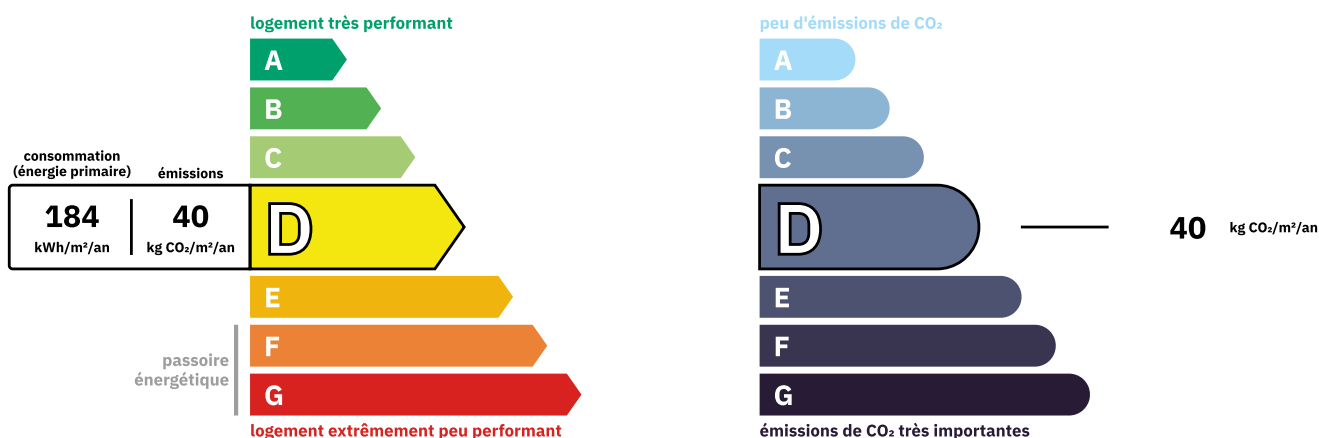 logement très performant
A
B
C
consommation
(énergie primaire)
émissions
184
kWh/m²/an
40
kg CO₂/m²/an
D
E
F
G
passoire
énergétique
logement extrêmement peu performant
peu d'émissions de CO₂
A
B
C
D
40 kg CO₂/m²/an
E
F
G
émissions de CO₂ très importantes